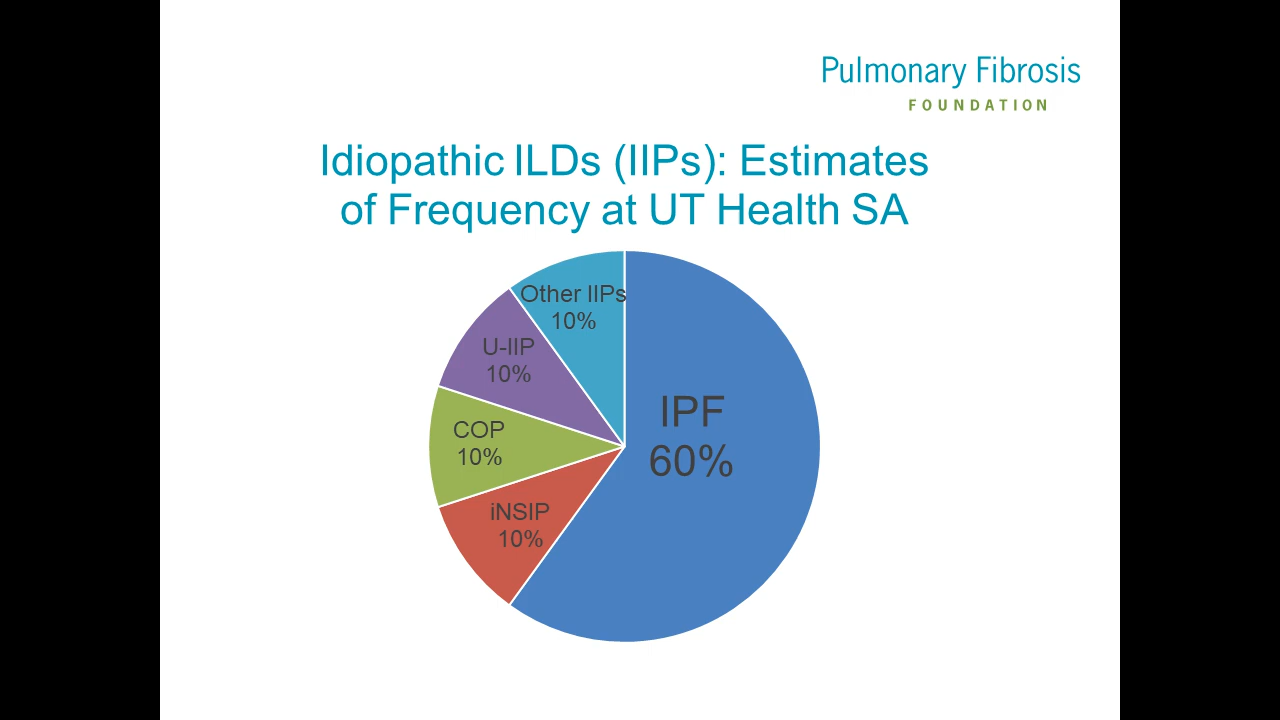 Pulmonary Fibrosis
FOUNDATION
Idiopathic ILDs (IIPs): Estimates
of Frequency at UT Health SA
Other IIPs
10%
U-IIP
10%
COP
10%
iNSIP
10%
IPF
60%